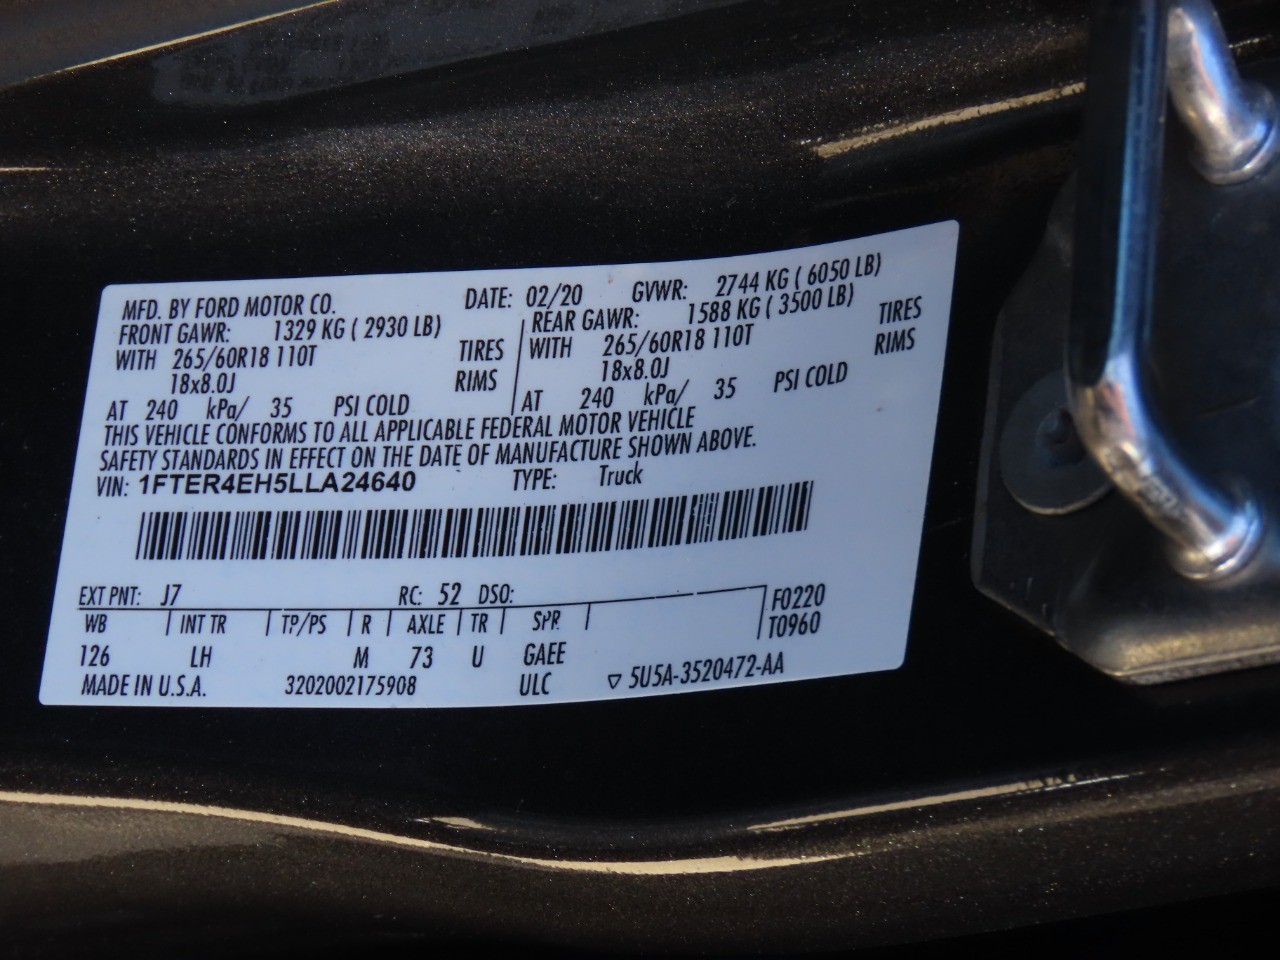 MFD. BY FORD MOTOR CO. DATE: 02/20 GVWR: 2744 KG ( 6050 LB)
FRONT GAWR: 1329 KG ( 2930 LB) REAR GAWR: 1588 KG ( 3500 LB)
WITH 265/60R18 110T TIRES WITH 265/60R18 110T TIRES
18x8.0J RIMS 18x8.0J RIMS
AT 240 kPa/ 35 PSI COLD AT 240 kPa/ 35 PSI COLD
THIS VEHICLE CONFORMS TO ALL APPLICABLE FEDERAL MOTOR VEHICLE
SAFETY STANDARDS IN EFFECT ON THE DATE OF MANUFACTURE SHOWN ABOVE.
VIN: 1FTER4EH5LLA24640 TYPE: Truck
EXT PNT: J7 RC: 52 DSO: F0220
WB INT TR TP/PS R AXLE TR SPR T0960
126 LH M 73 U GAEE
MADE IN U.S.A. 3202002175908 ULC ▽ 5U5A-3520472-AA